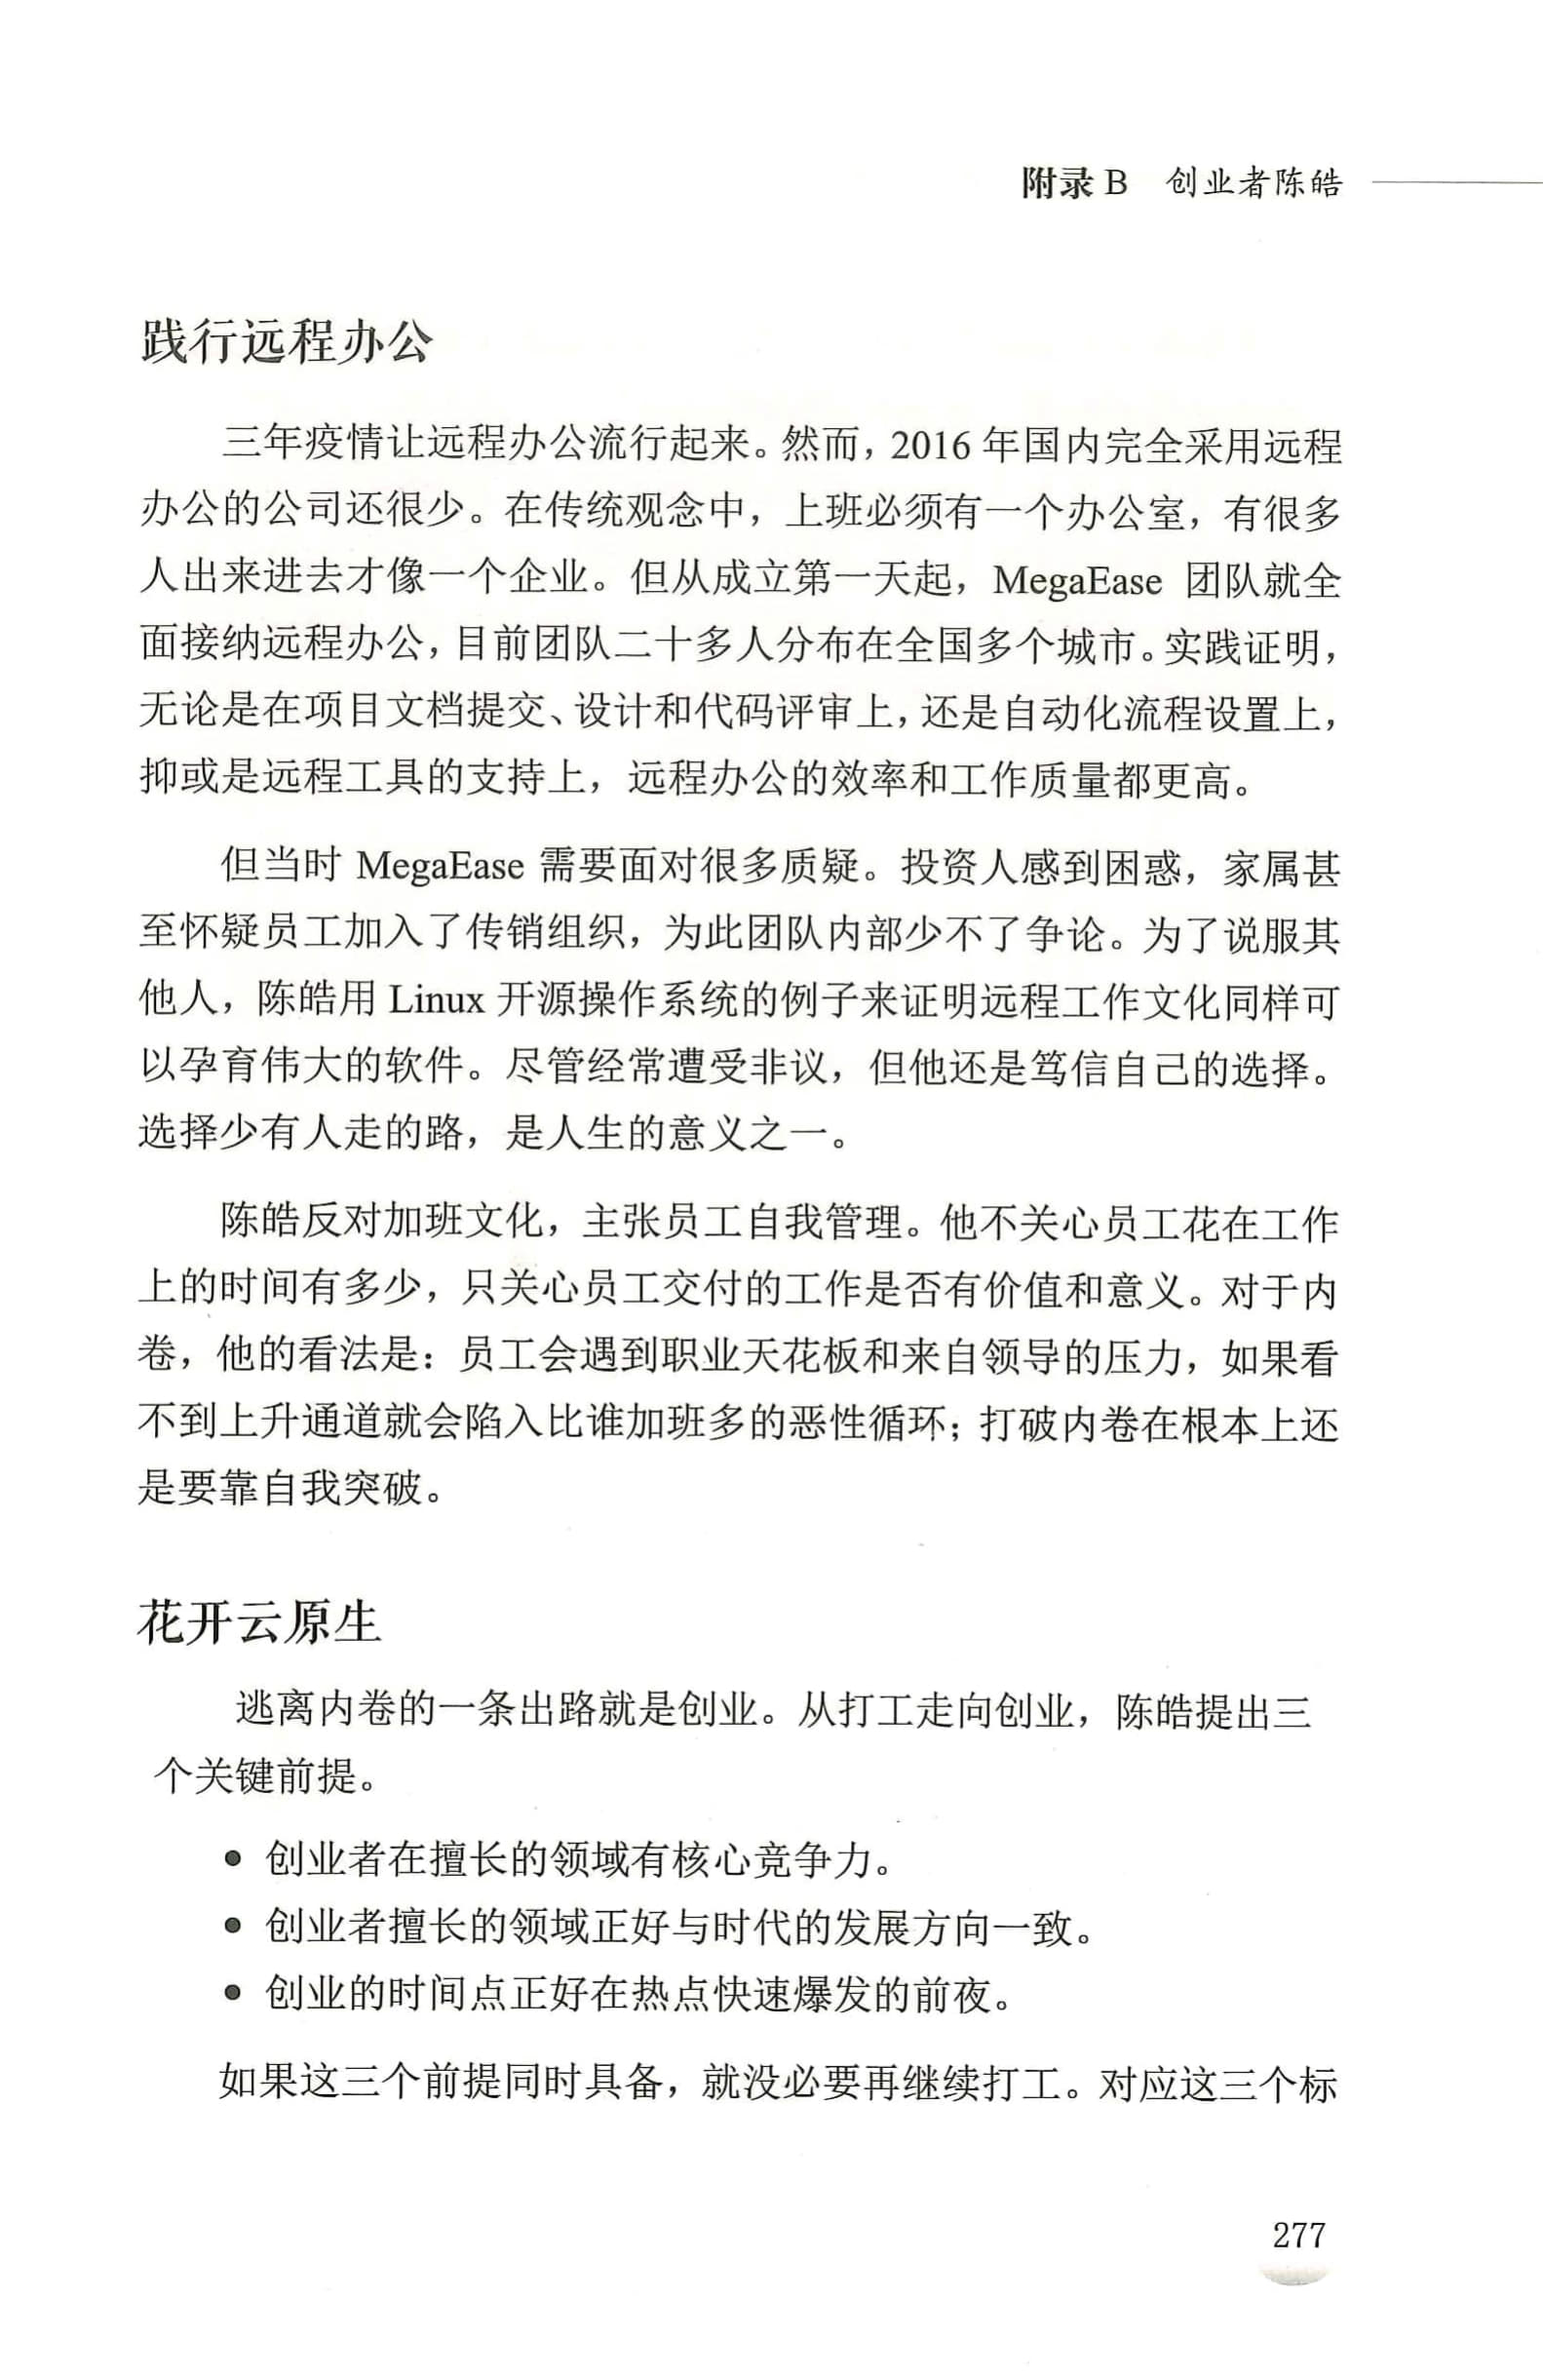 附录 B 创业者陈皓
践行远程办公
三年疫情让远程办公流行起来。然而，2016 年国内完全采用远程
办公的公司还很少。在传统观念中，上班必须有一个办公室，有很多
人出来进去才像一个企业。但从成立第一天起，MegaEase 团队就全
面接纳远程办公，目前团队二十多人分布在全国多个城市。实践证明，
无论是在项目文档提交、设计和代码评审上，还是自动化流程设置上，
抑或是远程工具的支持上，远程办公的效率和工作质量都更高。
但当时 MegaEase 需要面对很多质疑。投资人感到困惑，家属甚
至怀疑员工加入了传销组织，为此团队内部少不了争论。为了说服其
他人，陈皓用 Linux 开源操作系统的例子来证明远程工作文化同样可
以孕育伟大的软件。尽管经常遭受非议，但他还是笃信自己的选择。
选择少有人走的路，是人生的意义之一。
陈皓反对加班文化，主张员工自我管理。他不关心员工花在工作
上的时间有多少，只关心员工交付的工作是否有价值和意义。对于内
卷，他的看法是：员工会遇到职业天花板和来自领导的压力，如果看
不到上升通道就会陷入比谁加班多的恶性循环；打破内卷在根本上还
是要靠自我突破。
花开云原生
逃离内卷的一条出路就是创业。从打工走向创业，陈皓提出三
个关键前提。
● 创业者在擅长的领域有核心竞争力。
● 创业者擅长的领域正好与时代的发展方向一致。
● 创业的时间点正好在热点快速爆发的前夜。
如果这三个前提同时具备，就没必要再继续打工。对应这三个标
277